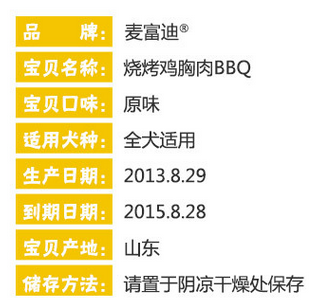 品 牌： 麦富迪®
宝贝名称： 烧烤鸡胸肉BBQ
宝贝口味： 原味
适用犬种： 全犬适用
生产日期： 2013.8.29
到期日期： 2015.8.28
宝贝产地： 山东
储存方法： 请置于阴凉干燥处保存